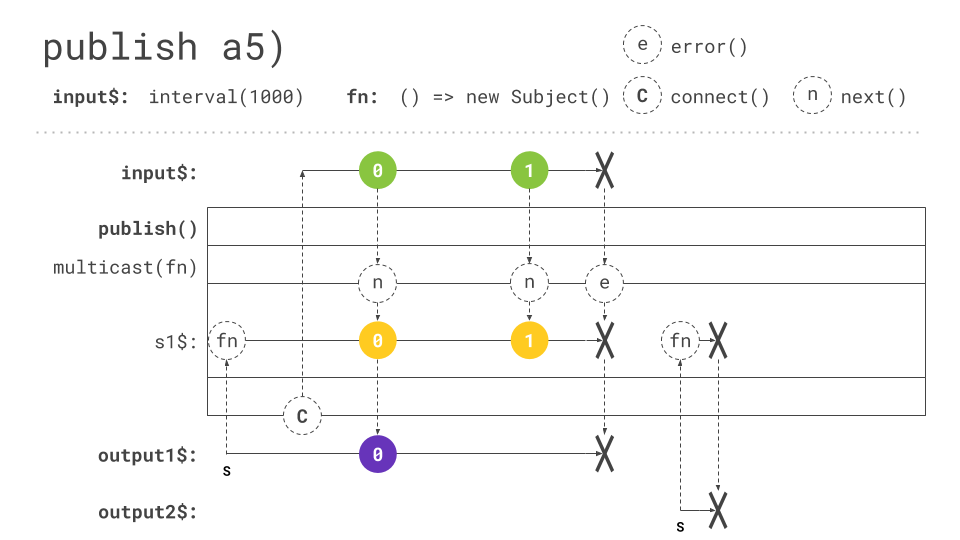 publish a5)
e error()
input$: interval(1000) fn: () => new Subject() C connect() n next()
input$: 0 1 X
publish()
multicast(fn)
n n e
s1$: fn 0 1 X fn X
C
output1$: 0 X
s
output2$: X
s